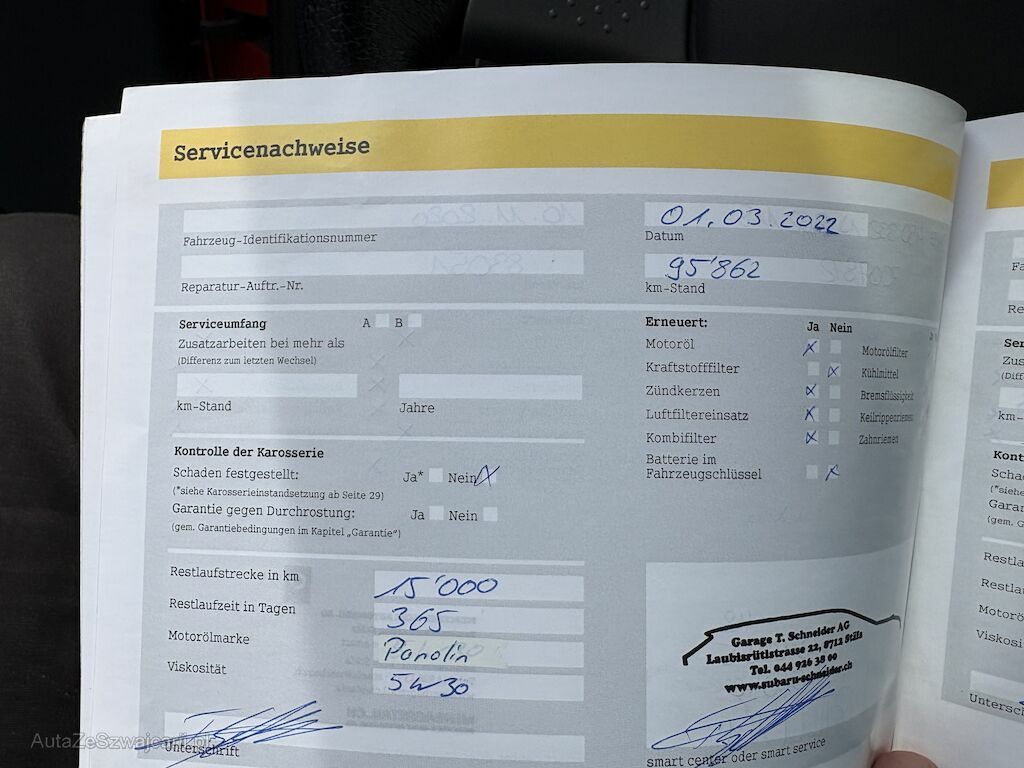 Servicenachweise
01.03.2022
Fahrzeug-Identifikationsnummer
Datum
95'862
Reparatur-Auftr.-Nr.
km-Stand
Serviceumfang A B
Zusatzarbeiten bei mehr als
(Differenz zum letzten Wechsel)
km-Stand
Jahre
Kontrolle der Karosserie
Schaden festgestellt: Ja* Nein
(*siehe Karosserieinstandsetzung ab Seite 29)
Garantie gegen Durchrostung: Ja Nein
(gem. Garantiebedingungen im Kapitel „Garantie")
Erneuert: Ja Nein
Motoröl Motorölfilter
Kraftstofffilter Kühlmittel
Zündkerzen Bremsflüssigkeit
Luftfiltereinsatz Keilrippenriemen
Kombifilter Zahnriemen
Batterie im
Fahrzeugschlüssel
Restlaufstrecke in km 15'000
Restlaufzeit in Tagen 365
Motorölmarke Panolin
Viskosität 5W30
Unterschrift
Garage T. Schneider AG
Laubisrütistrasse 22, 8712 Stäfa
Tel. 044 926 38 60
www.subaru-schneider.ch
smart center oder smart service
AutaZeSzwajcarii.pl